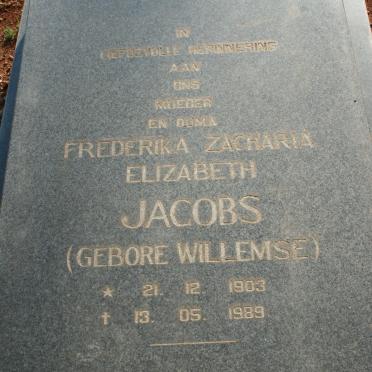 IN
LIEFDEVOLLE HERINNERING
AAN
ONS
MOEDER
EN OUMA
FREDERIKA ZACHARIA
ELIZABETH
JACOBS
(GEBORE WILLEMSE)
* 21. 12. 1903
† 13. 05. 1989